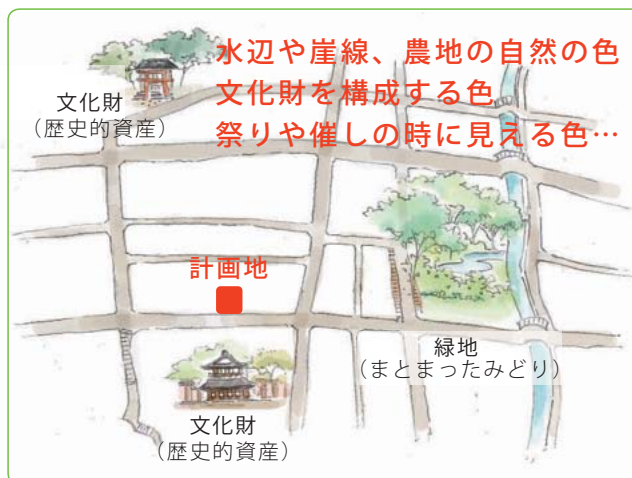 水辺や崖線、農地の自然の色
文化財を構成する色
祭りや催しの時に見える色…
文化財
（歴史的資産）
計画地
緑地
（まとまったみどり）
文化財
（歴史的資産）